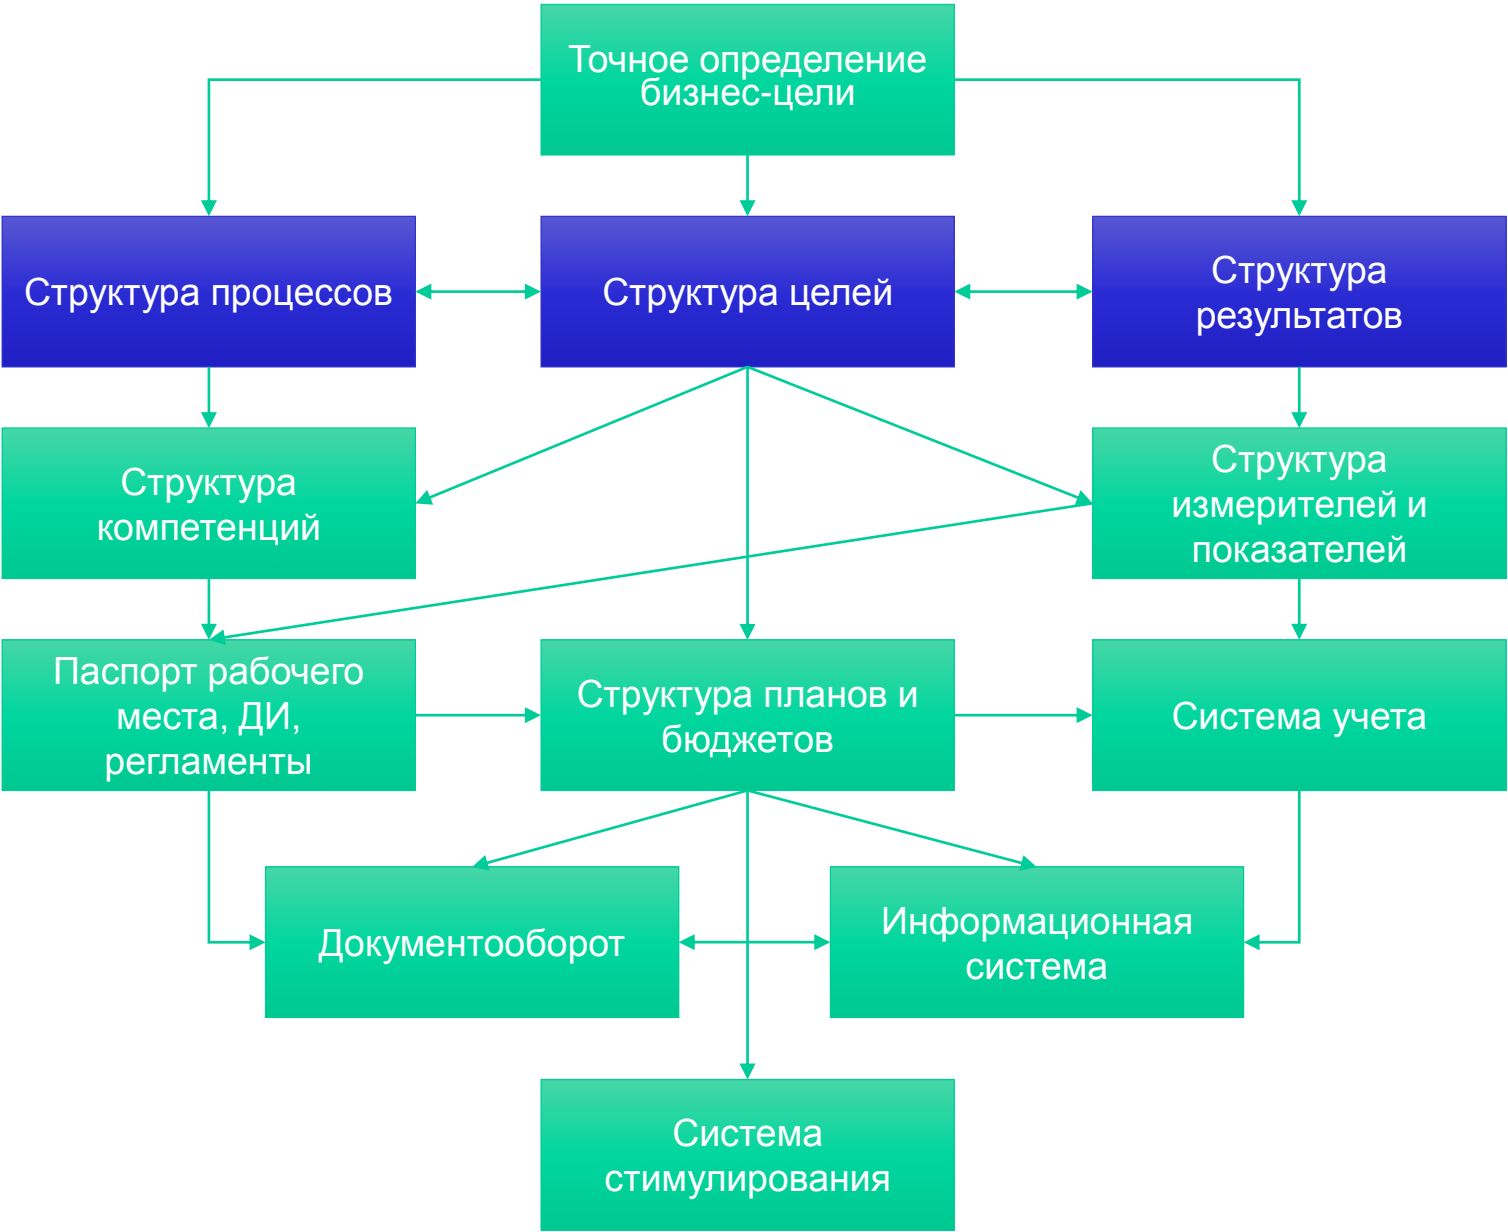 Точное определение
бизнес-цели
Структура процессов
Структура целей
Структура
результатов
Структура
компетенций
Структура
измерителей и
показателей
Паспорт рабочего
места, ДИ,
регламенты
Структура планов и
бюджетов
Система учета
Документооборот
Информационная
система
Система
стимулирования